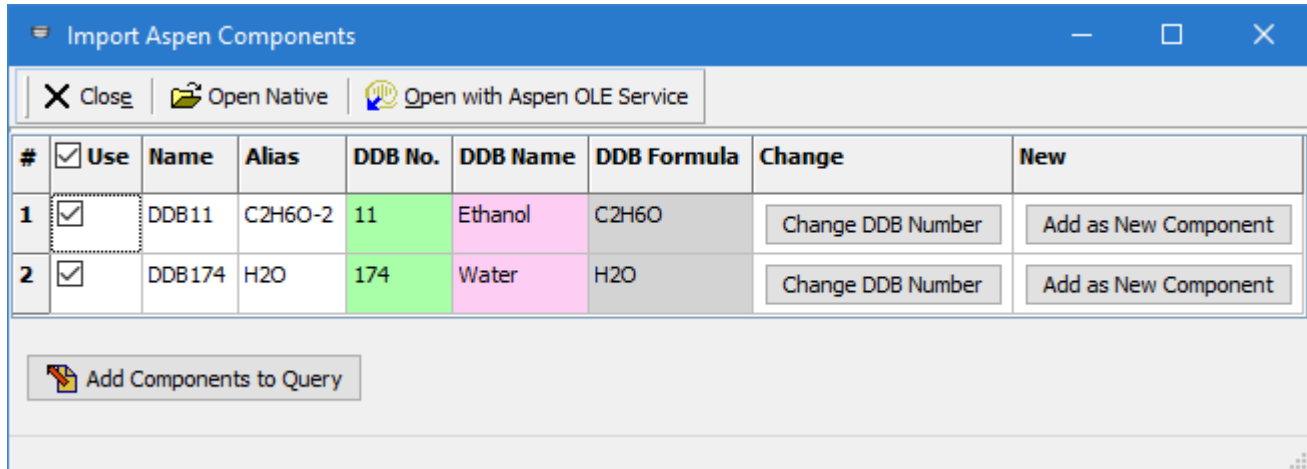 Import Aspen Components
Close Open Native Open with Aspen OLE Service
# Use Name Alias DDB No. DDB Name DDB Formula Change New
1 DDB11 C2H6O-2 11 Ethanol C2H6O Change DDB Number Add as New Component
2 DDB174 H2O 174 Water H2O Change DDB Number Add as New Component
Add Components to Query